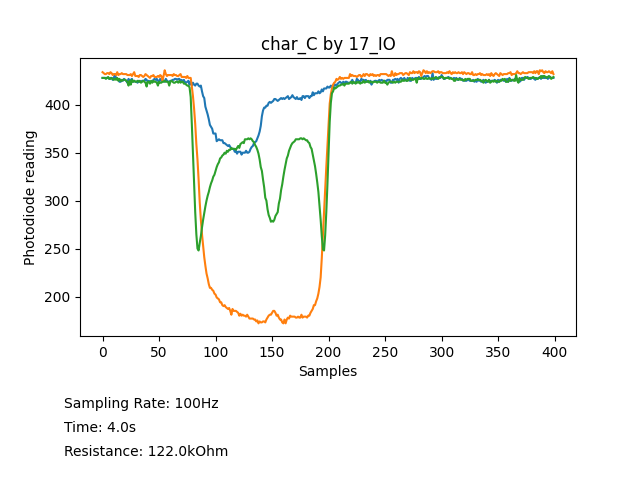 char_C by 17_IO
Photodiode reading
400
350
300
250
200
0 50 100 150 200 250 300 350 400
Samples
Sampling Rate: 100Hz
Time: 4.0s
Resistance: 122.0kOhm